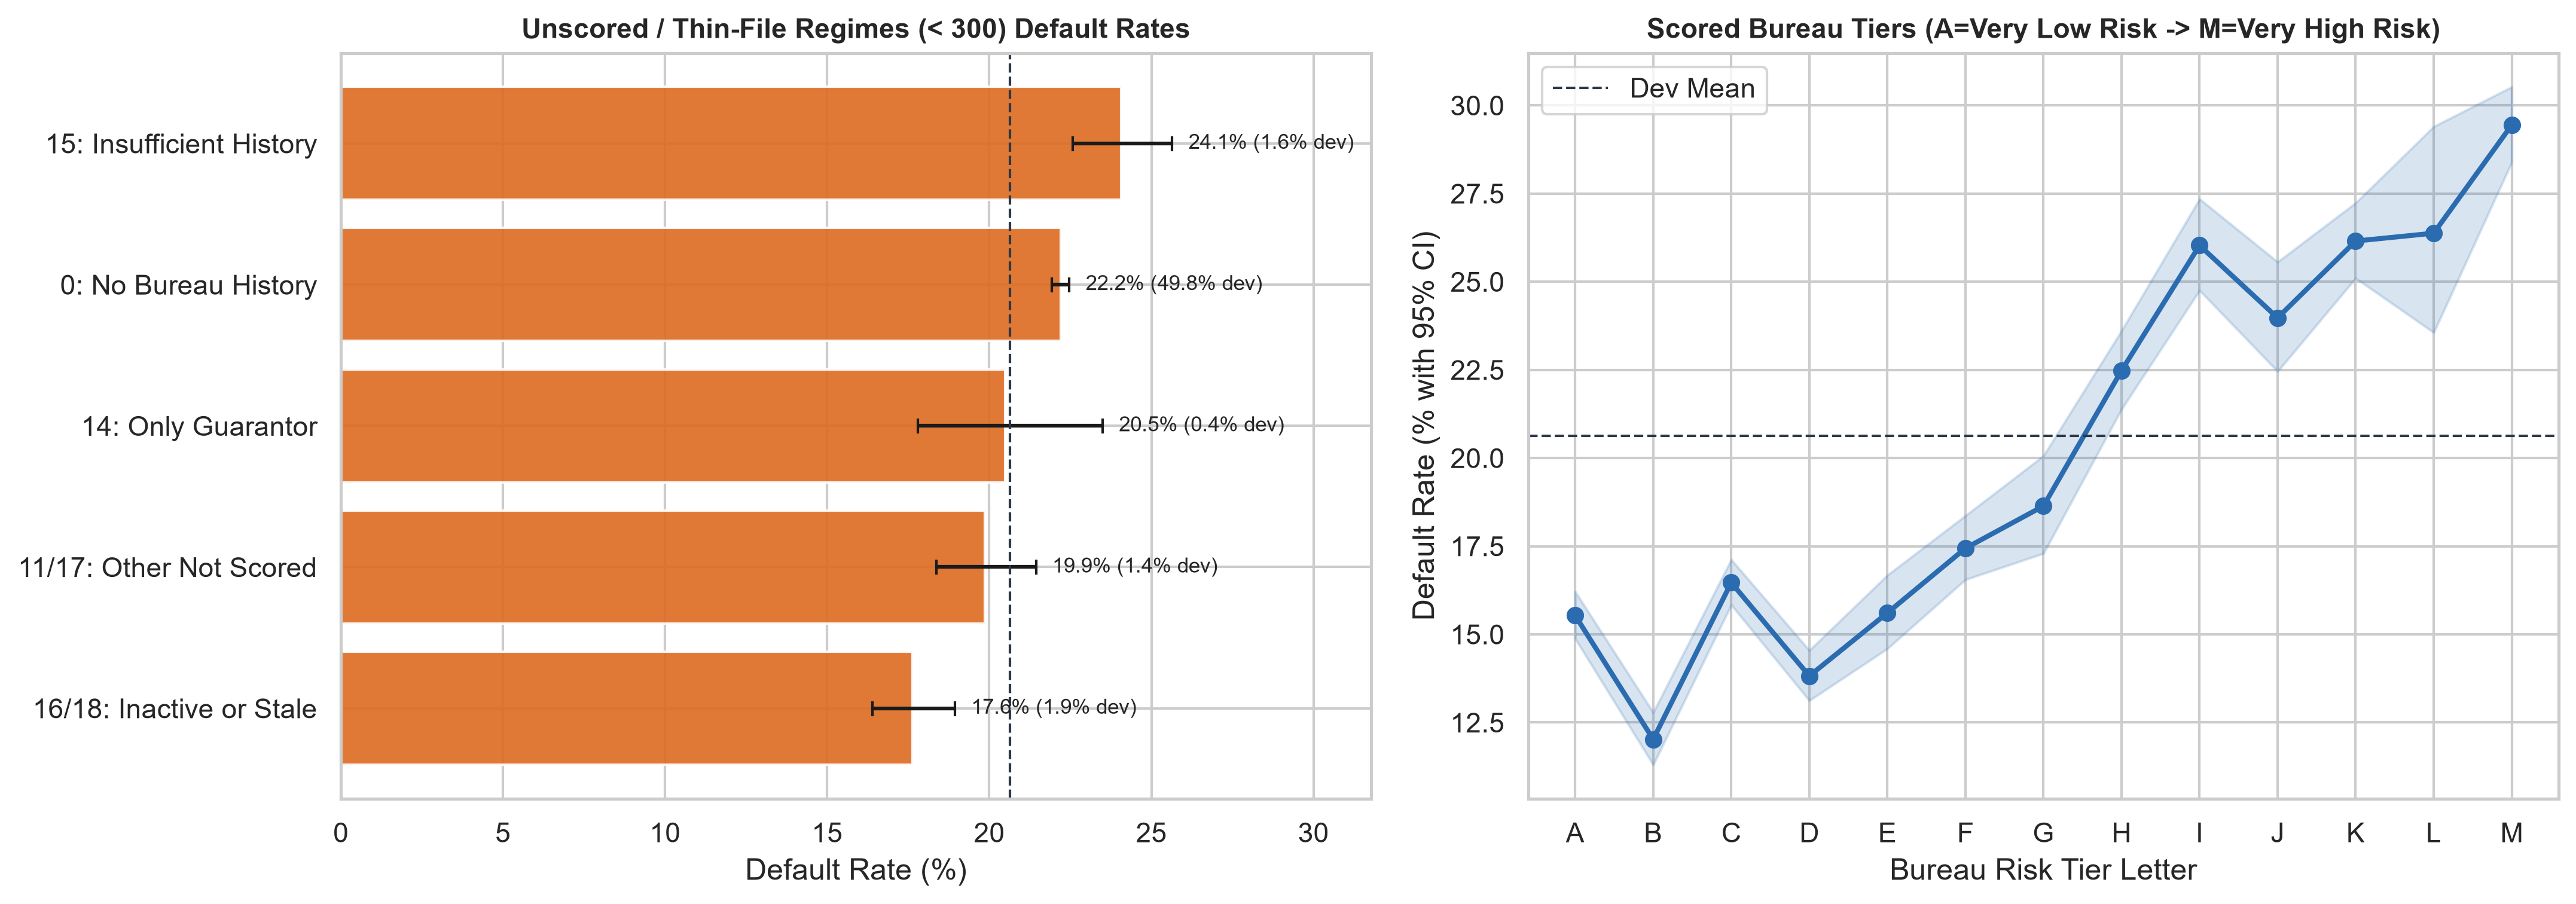 Unscored / Thin-File Regimes (< 300) Default Rates
15: Insufficient History
24.1% (1.6% dev)
0: No Bureau History
22.2% (49.8% dev)
14: Only Guarantor
20.5% (0.4% dev)
11/17: Other Not Scored
19.9% (1.4% dev)
16/18: Inactive or Stale
17.6% (1.9% dev)
0 5 10 15 20 25 30
Default Rate (%)
Scored Bureau Tiers (A=Very Low Risk -> M=Very High Risk)
Dev Mean
Default Rate (% with 95% CI)
30.0
27.5
25.0
22.5
20.0
17.5
15.0
12.5
A B C D E F G H I J K L M
Bureau Risk Tier Letter